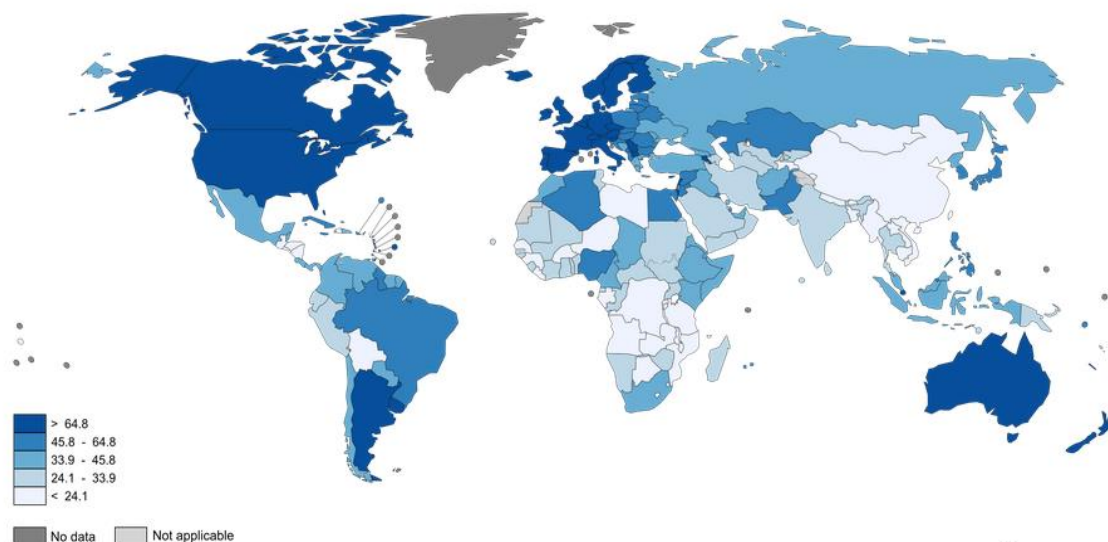 > 64.8
45.8 - 64.8
33.9 - 45.8
24.1 - 33.9
< 24.1
No data
Not applicable